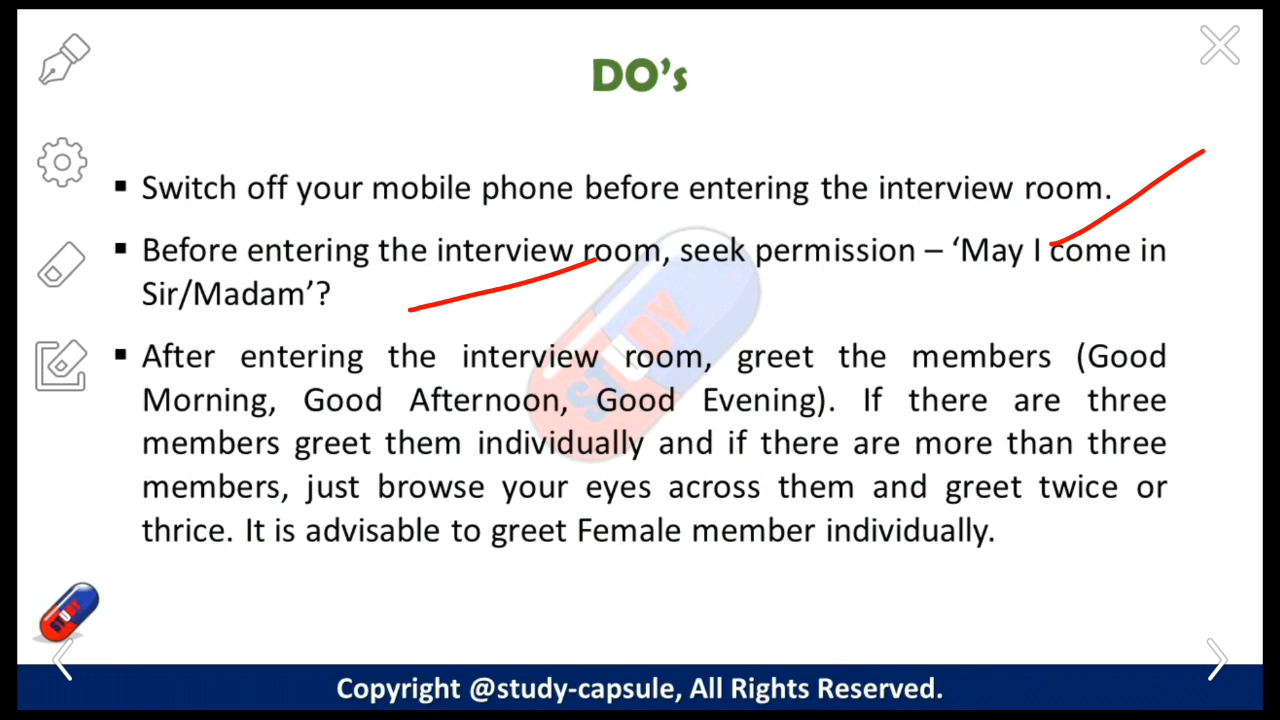 DO's
▪ Switch off your mobile phone before entering the interview room.
▪ Before entering the interview room, seek permission – ‘May I come in
Sir/Madam’?
▪ After entering the interview room, greet the members (Good
Morning, Good Afternoon, Good Evening). If there are three
members greet them individually and if there are more than three
members, just browse your eyes across them and greet twice or
thrice. It is advisable to greet Female member individually.
STUDY
STUDY
Copyright @study-capsule, All Rights Reserved.